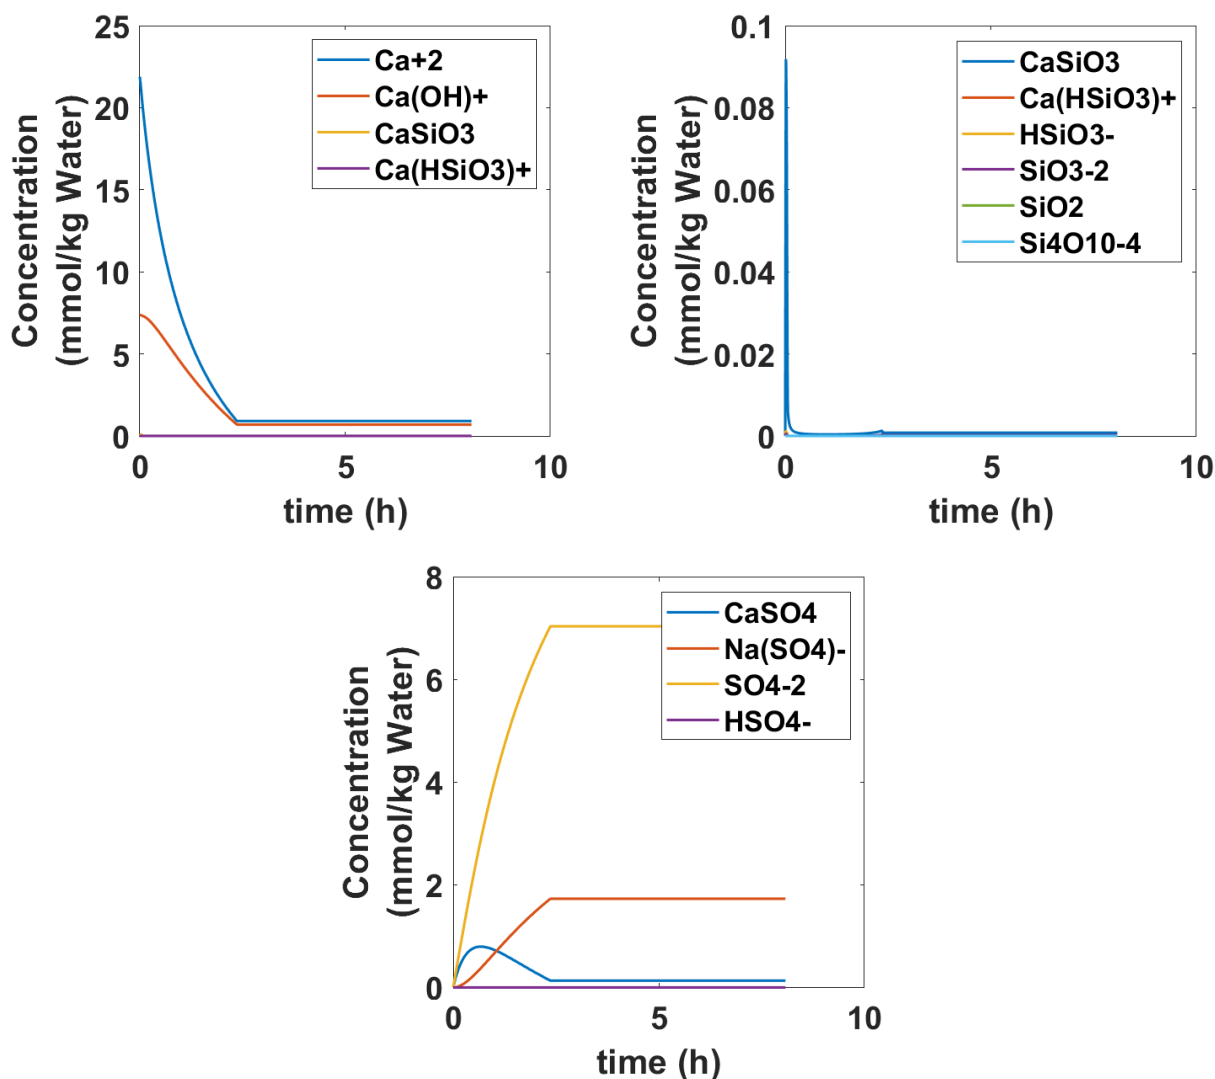 Concentration
(mmol/kg Water)
25
20
15
10
5
0
Ca+2
Ca(OH)+
CaSiO3
Ca(HSiO3)+
0
5
10
time (h)
Concentration
(mmol/kg Water)
0.1
0.08
0.06
0.04
0.02
0
CaSiO3
Ca(HSiO3)+
HSiO3-
SiO3-2
SiO2
Si4O10-4
0
5
10
time (h)
Concentration
(mmol/kg Water)
8
6
4
2
0
CaSO4
Na(SO4)-
SO4-2
HSO4-
0
5
10
time (h)